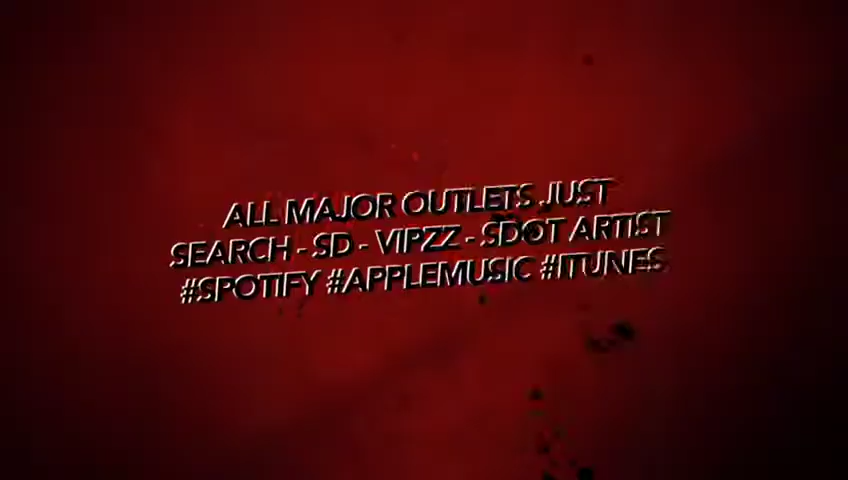 ALL MAJOR OUTLETS JUST
SEARCH - SD - VIPZZ - SDOT ARTIST
#SPOTIFY #APPLEMUSIC #ITUNES